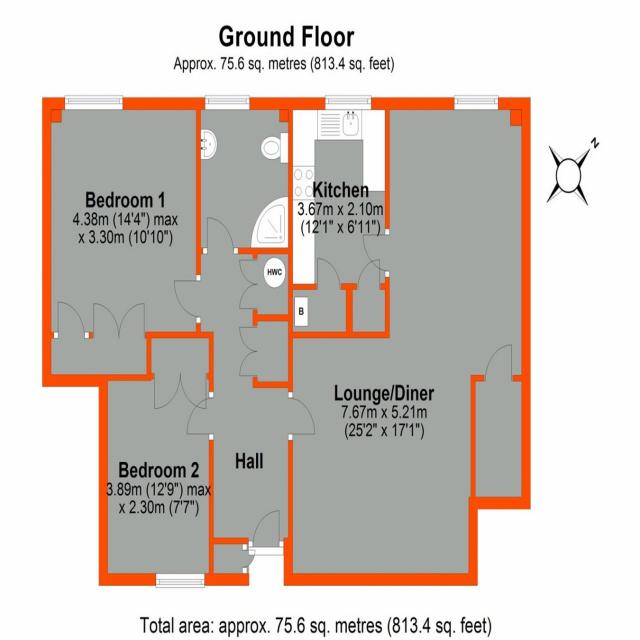 Ground Floor
Approx. 75.6 sq. metres (813.4 sq. feet)
N
Bedroom 1
4.38m (14'4") max
x 3.30m (10'10")
Kitchen
3.67m x 2.10m
(12'1" x 6'11")
HWC
B
Lounge/Diner
7.67m x 5.21m
(25'2" x 17'1")
Hall
Bedroom 2
3.89m (12'9") max
x 2.30m (7'7")
Total area: approx. 75.6 sq. metres (813.4 sq. feet)